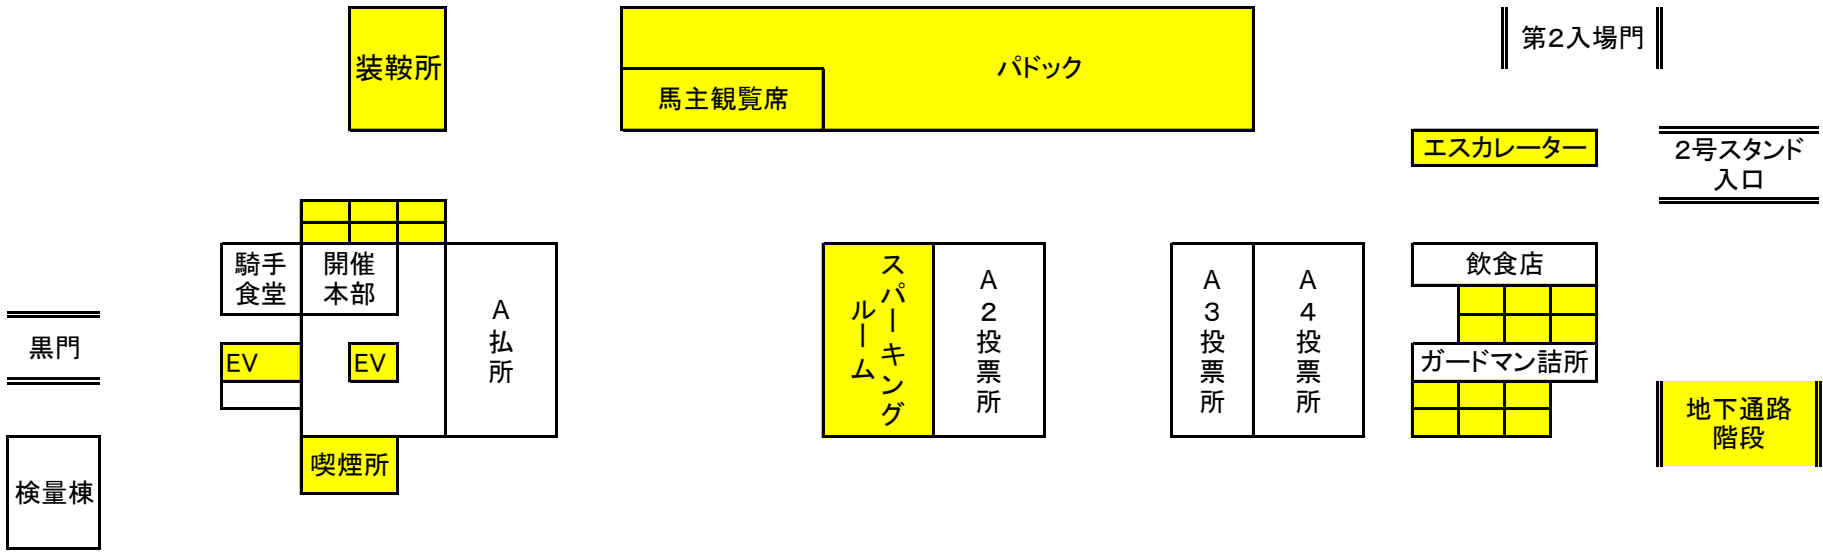 装鞍所
パドック
馬主観覧席
第2入場門
エスカレーター
2号スタンド
入口
騎手
食堂
開催
本部
A払所
スパーキング
ルーム
A2投票所
A3投票所
A4投票所
飲食店
ガードマン詰所
黒門
EV
EV
地下通路
階段
喫煙所
検量棟